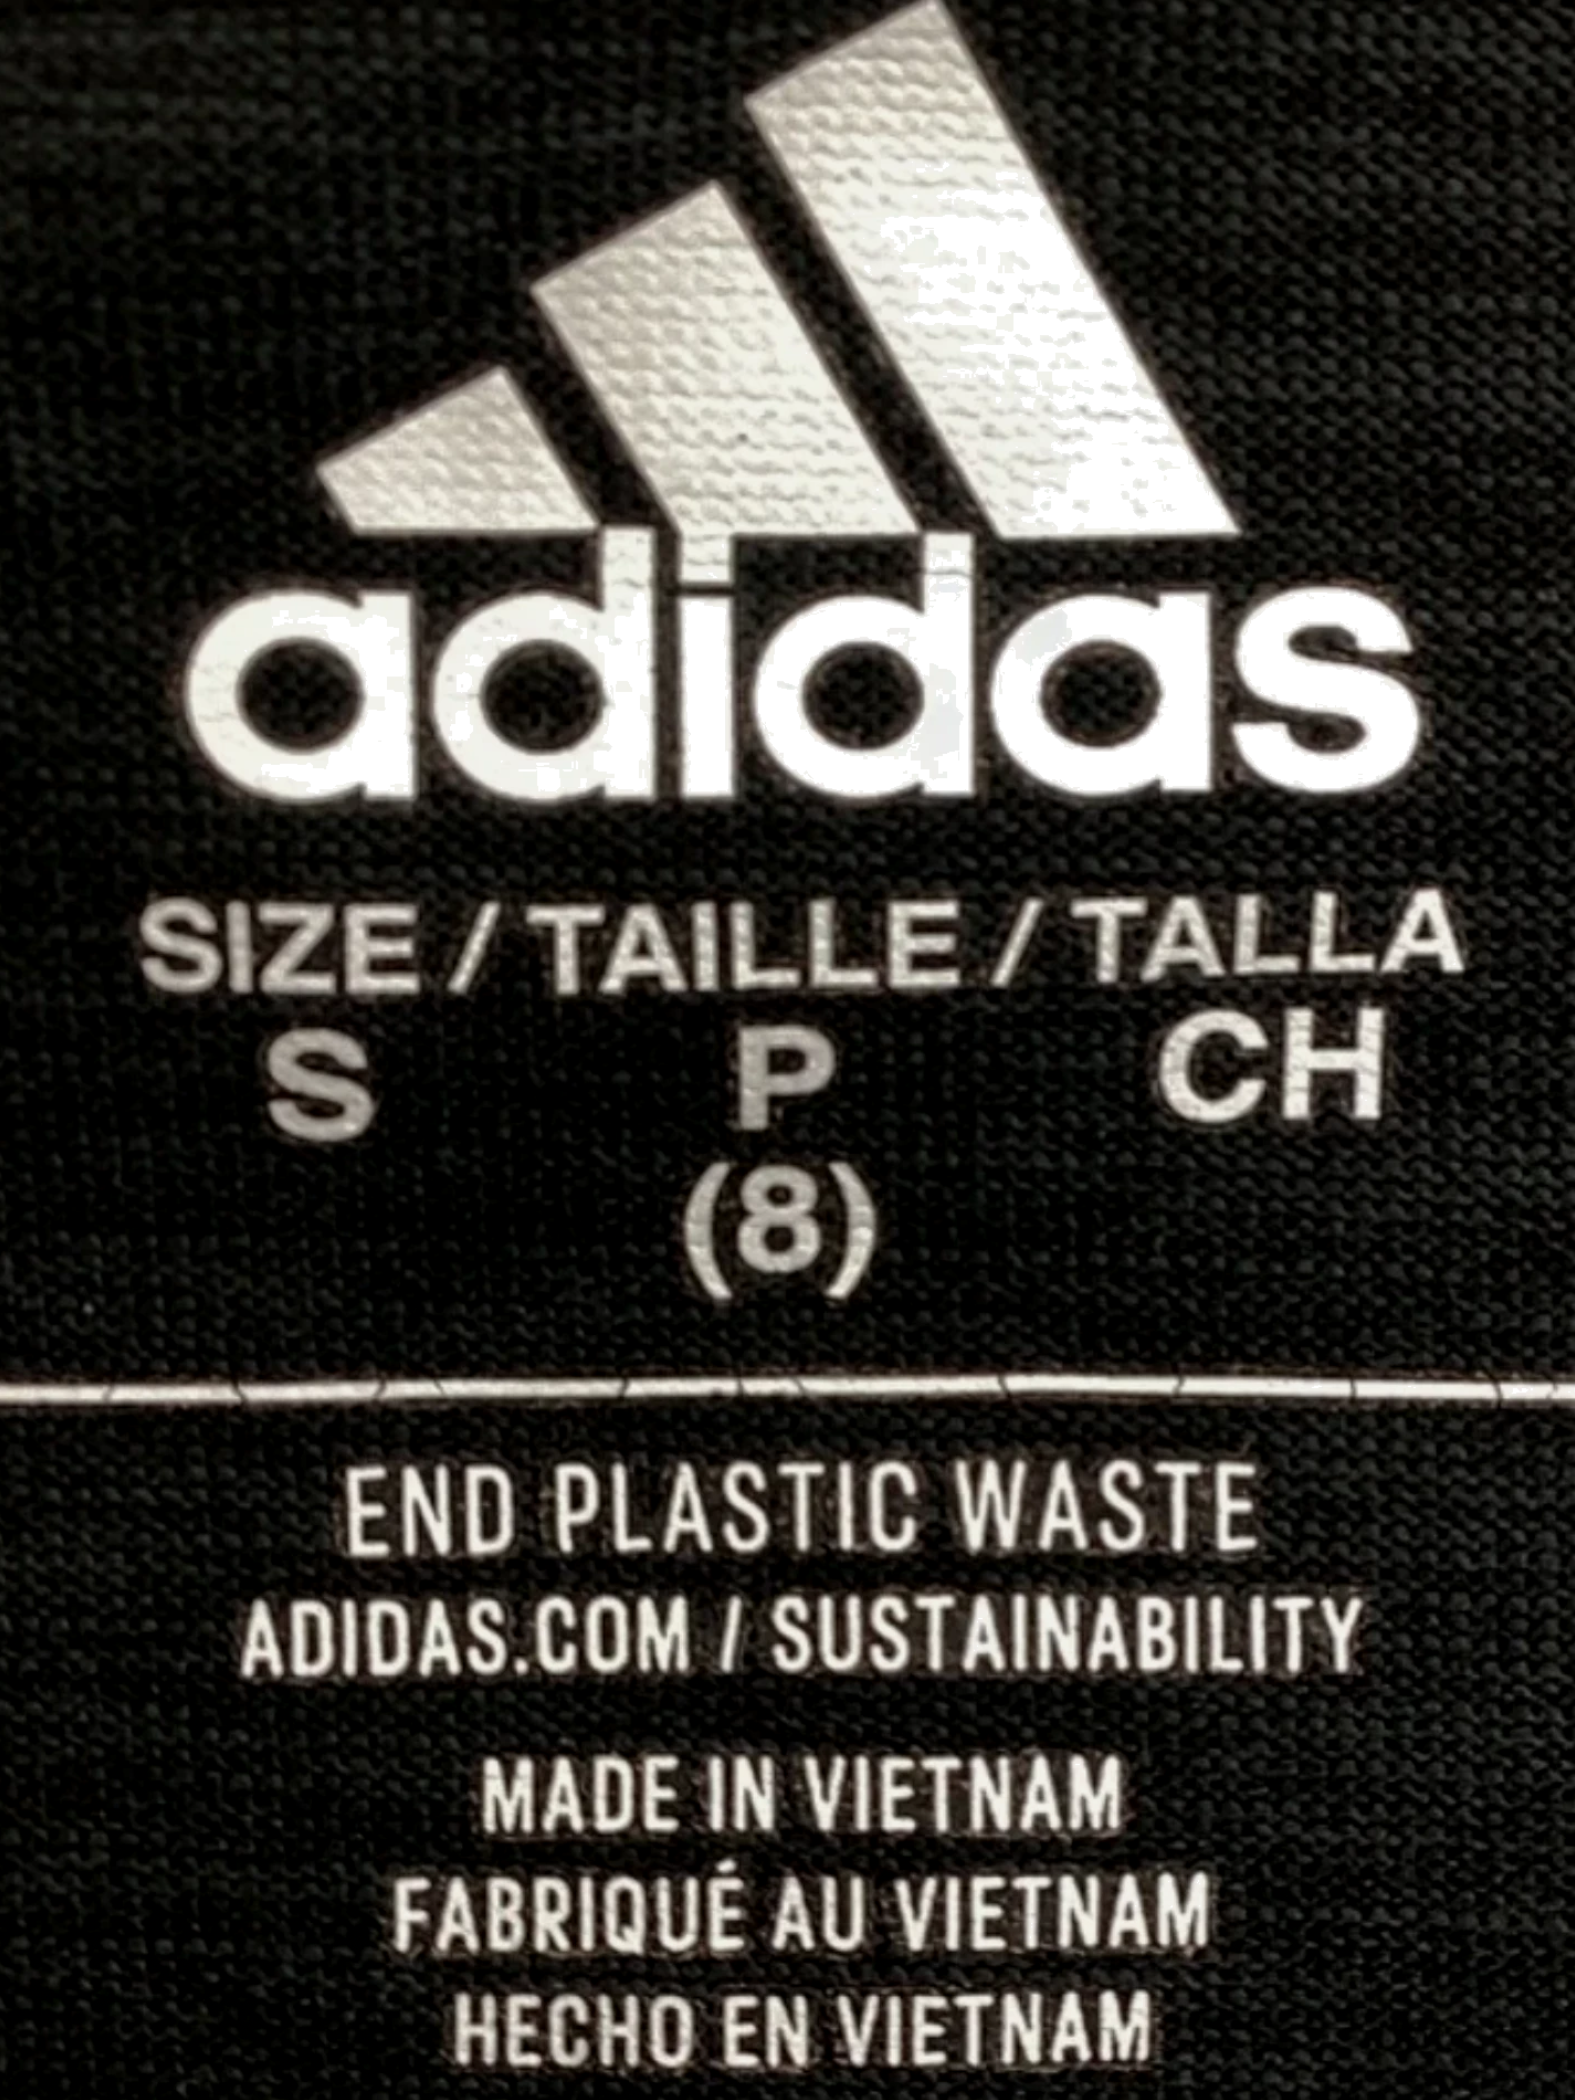 adidas
SIZE / TAILLE / TALLA
S P CH
(8)
END PLASTIC WASTE
ADIDAS.COM / SUSTAINABILITY
MADE IN VIETNAM
FABRIQUÉ AU VIETNAM
HECHO EN VIETNAM